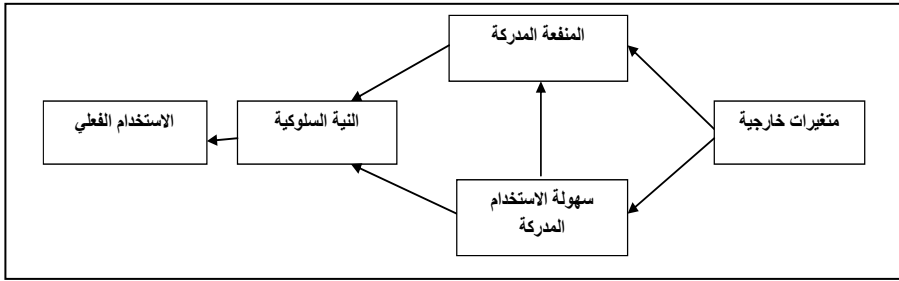 المنفعة المدركة
متغيرات خارجية
النية السلوكية
الاستخدام الفعلي
سهولة الاستخدام
المدركة